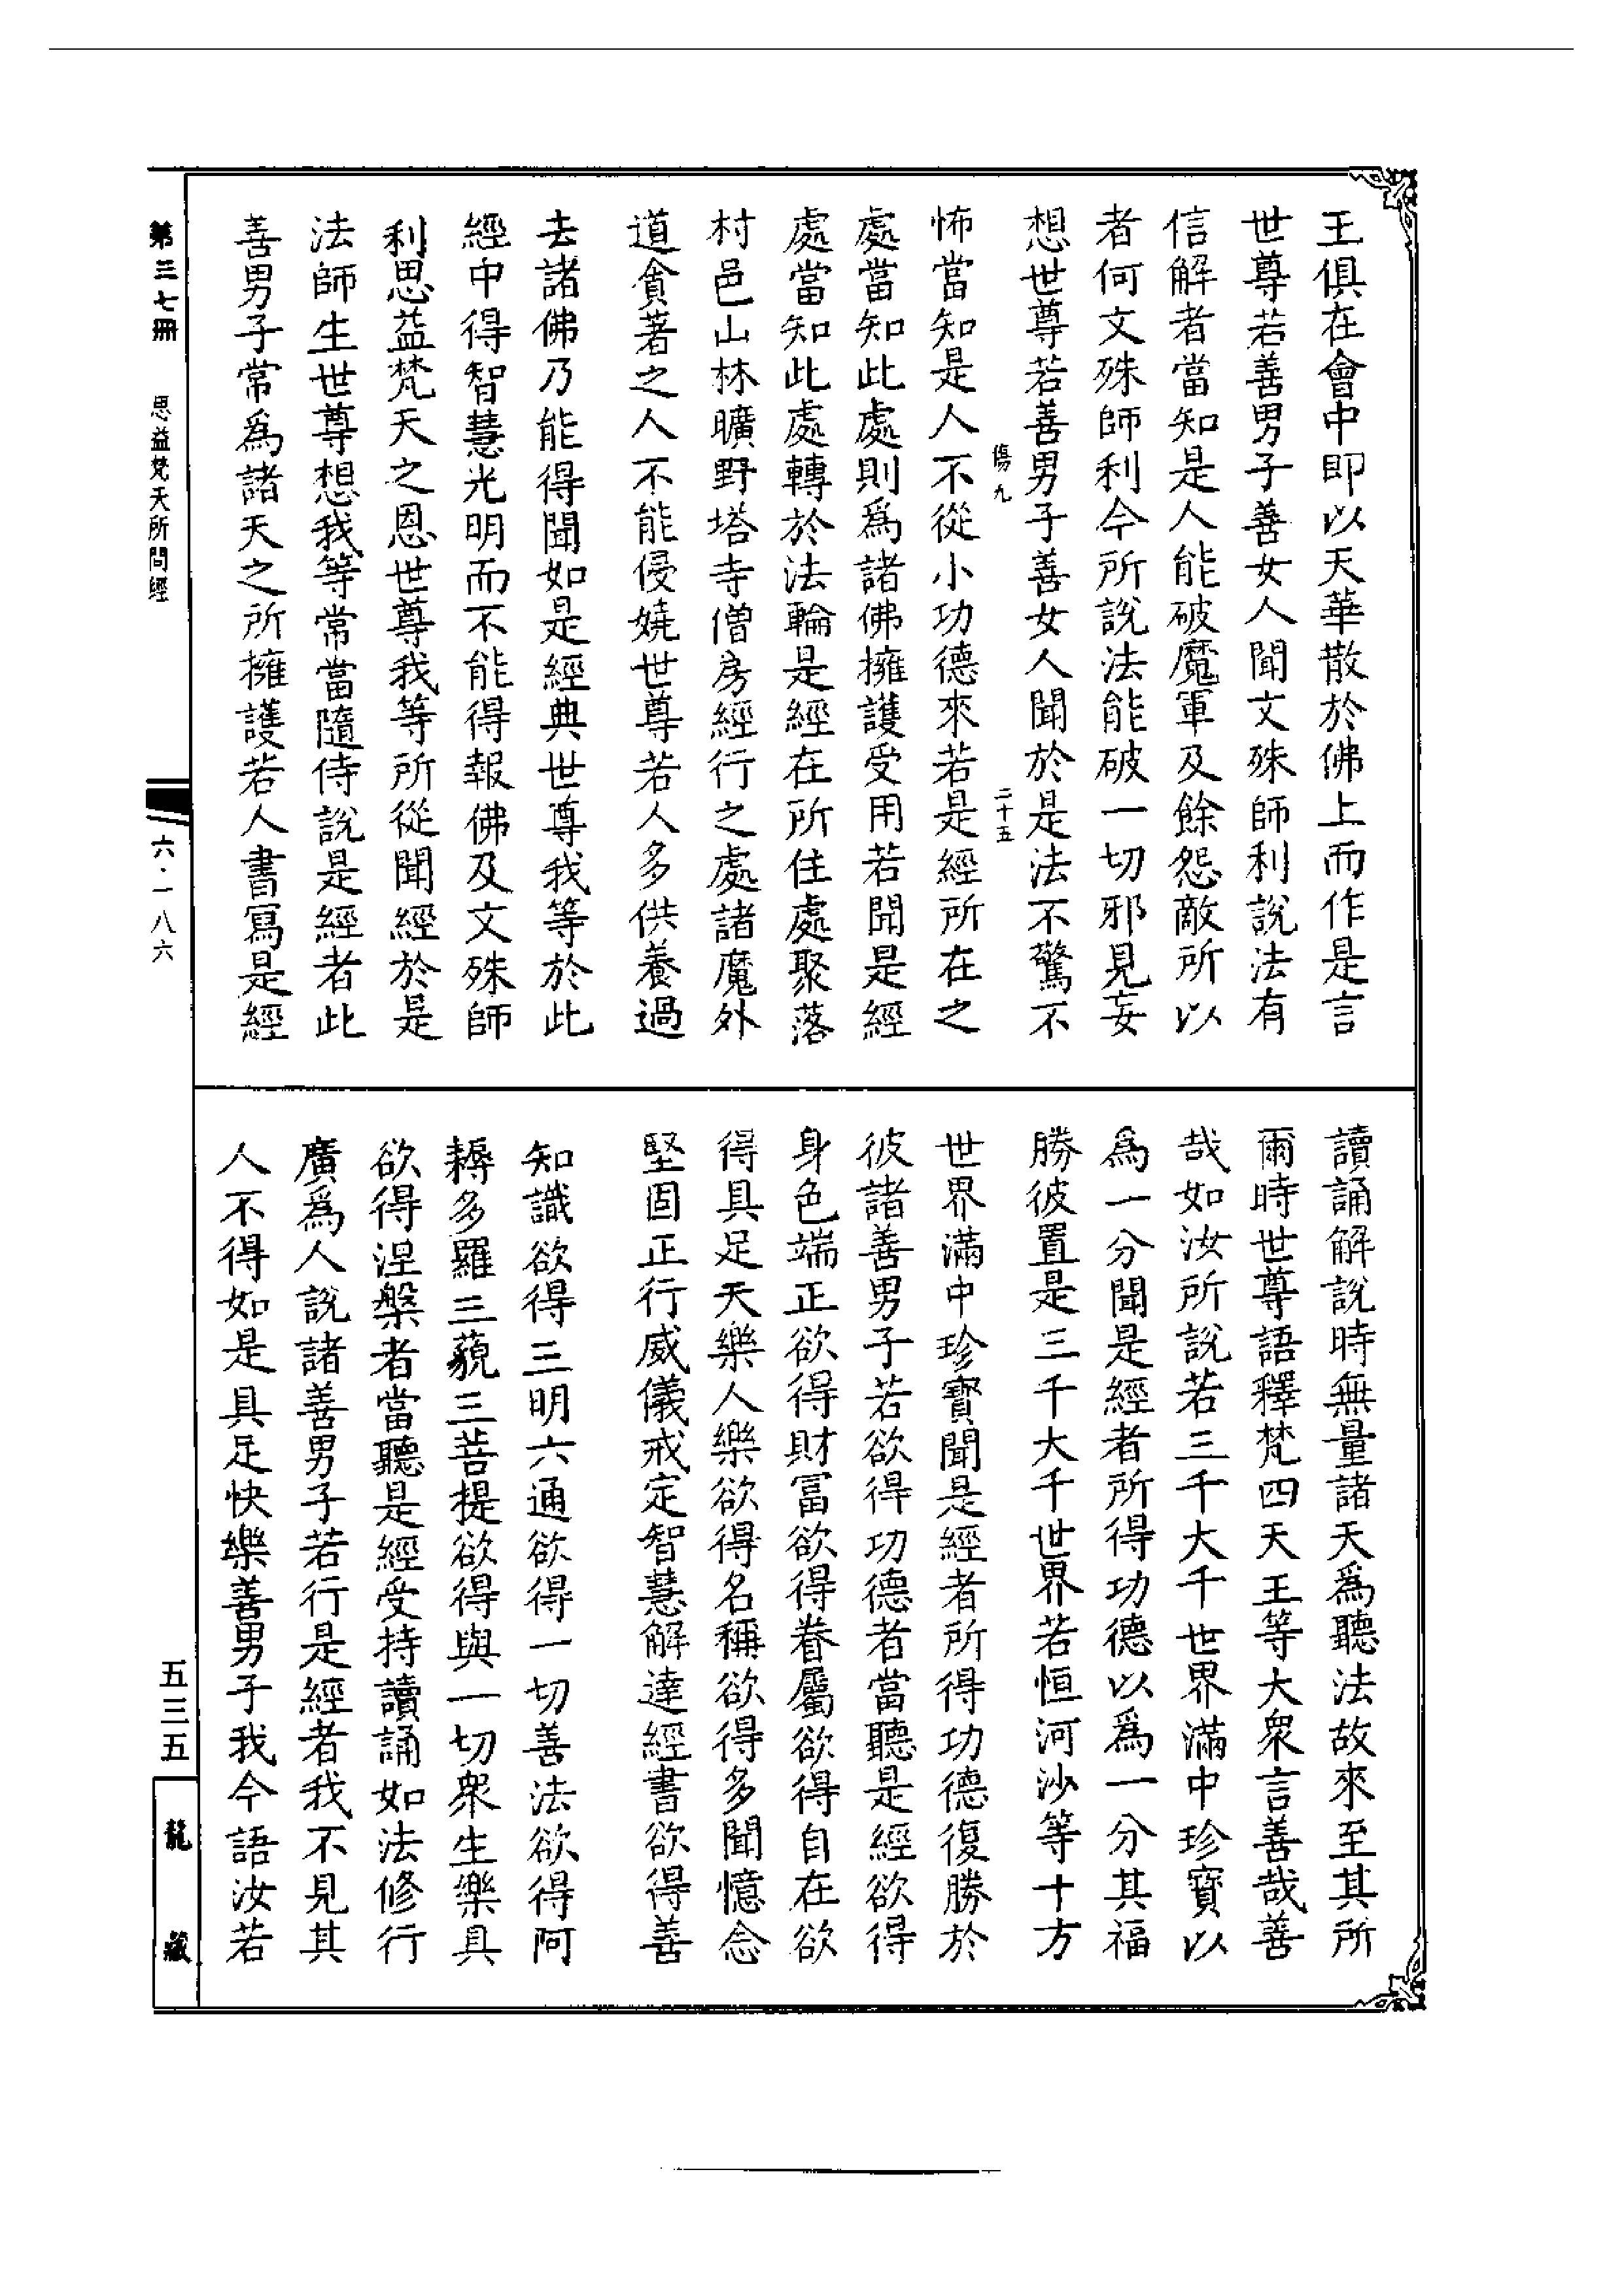 王俱在會中即以天華散於佛上而作是言
世尊若善男子善女人聞文殊師利說法有
信解者當知是人能破魔軍及餘怨敵所以
者何文殊師利今所說法能破一切邪見妄
想世尊若善男子善女人聞於是法不驚不
傷九
二十五
怖當知是人不從小功德來若是經所在之
處當知此處則為諸佛擁護受用若聞是經
處當知此處轉於法輪是經在所住處聚落
村邑山林曠野塔寺僧房經行之處諸魔外
道貪著之人不能侵嬈世尊若人多供養過
去諸佛乃能得聞如是經典世尊我等於此
經中得智慧光明而不能得報佛及文殊師
利思益梵天之恩世尊我等所從聞經於是
法師生世尊想我等常當隨侍說是經者此
善男子常為諸天之所擁護若人書寫是經
讀誦解說時無量諸天為聽法故來至其所
爾時世尊語釋梵四天王等大衆言善哉善
哉如汝所說若三千大千世界滿中珍寶以
為一分聞是經者所得功德以為一分其福
勝彼置是三千大千世界若恒河沙等十方
世界滿中珍寶聞是經者所得功德復勝於
彼諸善男子若欲得功德者當聽是經欲得
身色端正欲得財富欲得眷屬欲得自在欲
得具足天樂人樂欲得名稱欲得多聞憶念
堅固正行威儀戒定智慧解達經書欲得善
知識欲得三明六通欲得一切善法欲得阿
耨多羅三藐三菩提欲得與一切衆生樂具
欲得涅槃者當聽是經受持讀誦如法修行
廣為人說諸善男子若行是經者我不見其
人不得如是具足快樂善男子我今語汝若
第三七冊
思益梵天所問經
六·一八六
五三五
龍藏